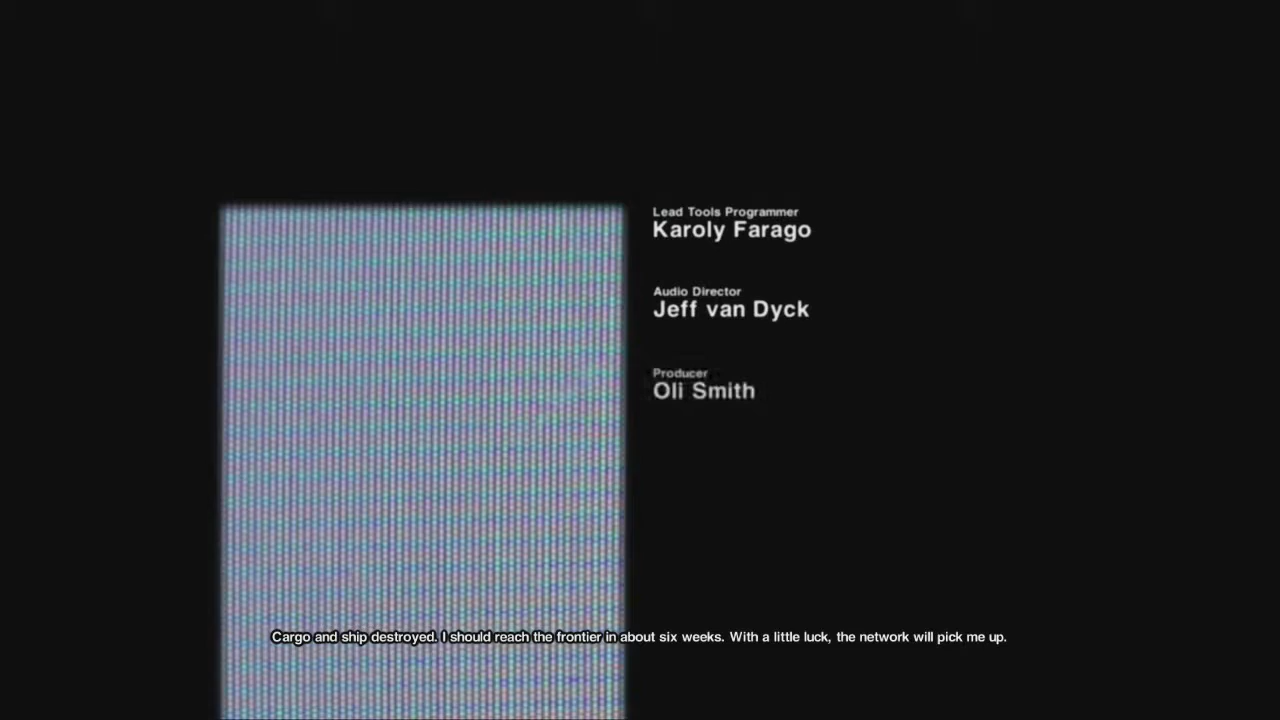 Lead Tools Programmer
Karoly Farago
Audio Director
Jeff van Dyck
Producer
Oli Smith
Cargo and ship destroyed. I should reach the frontier in about six weeks. With a little luck, the network will pick me up.